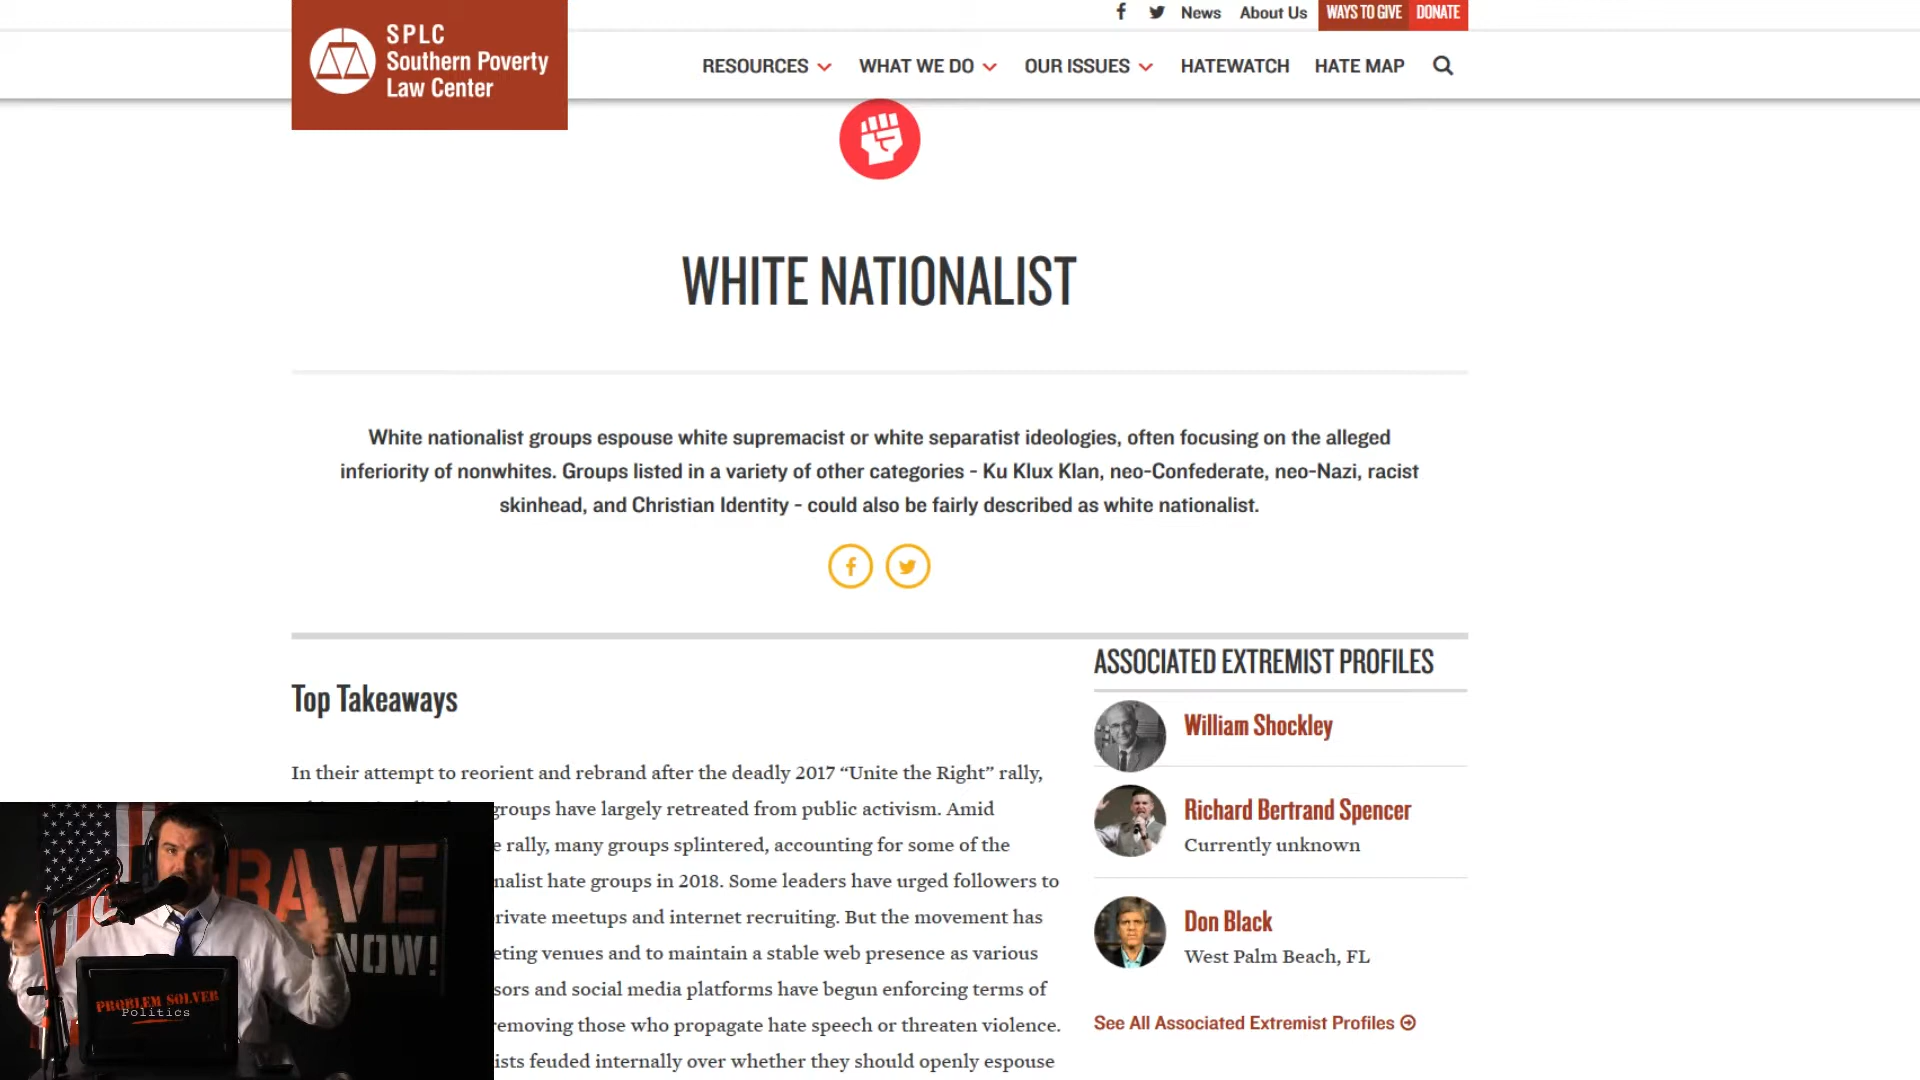 News About Us WAYS TO GIVE DONATE
SPLC
Southern Poverty
Law Center
RESOURCES WHAT WE DO OUR ISSUES HATEWATCH HATE MAP
WHITE NATIONALIST
White nationalist groups espouse white supremacist or white separatist ideologies, often focusing on the alleged
inferiority of nonwhites. Groups listed in a variety of other categories - Ku Klux Klan, neo-Confederate, neo-Nazi, racist
skinhead, and Christian Identity - could also be fairly described as white nationalist.
Top Takeaways
In their attempt to reorient and rebrand after the deadly 2017 “Unite the Right” rally,
groups have largely retreated from public activism. Amid
rally, many groups splintered, accounting for some of the
hate groups in 2018. Some leaders have urged followers to
meetups and internet recruiting. But the movement has
venues and to maintain a stable web presence as various
and social media platforms have begun enforcing terms of
those who propagate hate speech or threaten violence.
feuded internally over whether they should openly espouse
ASSOCIATED EXTREMIST PROFILES
William Shockley
Richard Bertrand Spencer
Currently unknown
Don Black
West Palm Beach, FL
See All Associated Extremist Profiles
NOW!
PROBLEM SOLVER
Politics